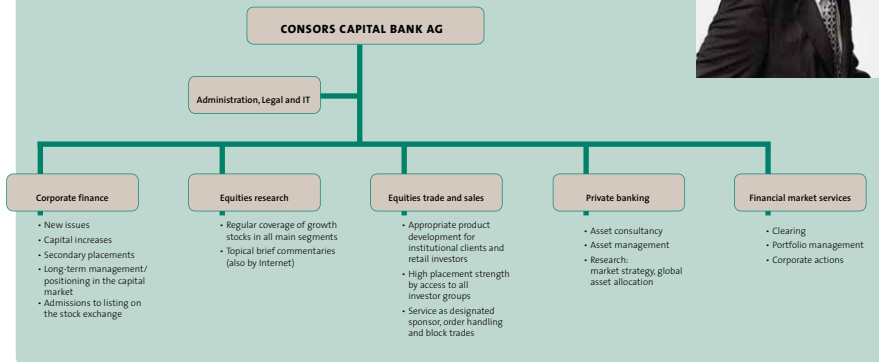 CONSORS CAPITAL BANK AG
Administration, Legal and IT
Corporate finance
• New issues
• Capital increases
• Secondary placements
• Long-term management/
positioning in the capital
market
• Admissions to listing on
the stock exchange
Equities research
• Regular coverage of growth
stocks in all main segments
• Topical brief commentaries
(also by Internet)
Equities trade and sales
• Appropriate product
development for
institutional clients and
retail investors
• High placement strength
by access to all
investor groups
• Service as designated
sponsor, order handling
and block trades
Private banking
• Asset consultancy
• Asset management
• Research:
market strategy, global
asset allocation
Financial market services
• Clearing
• Portfolio management
• Corporate actions